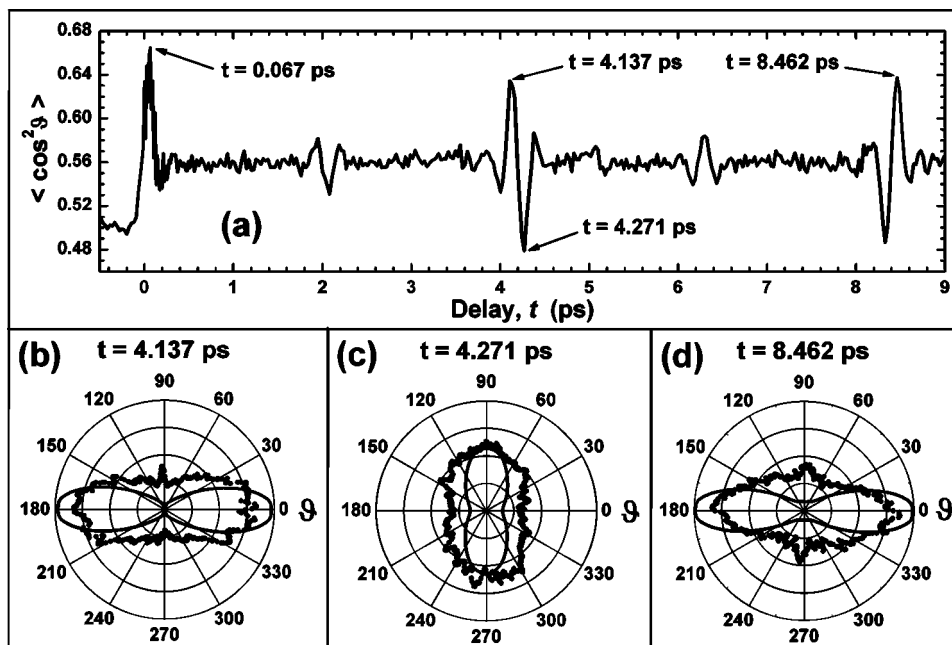 0.68
0.64
0.60
0.56
0.52
0.48
< cos²ϑ >
t = 0.067 ps
t = 4.137 ps
t = 8.462 ps
t = 4.271 ps
(a)
0 1 2 3 4 5 6 7 8 9
Delay, t (ps)
(b) t = 4.137 ps
90
120 60
150 30
180 0 ϑ
210 330
240 300
270
(c) t = 4.271 ps
90
120 60
150 30
180 0 ϑ
210 330
240 300
270
(d) t = 8.462 ps
90
120 60
150 30
180 0 ϑ
210 330
240 300
270